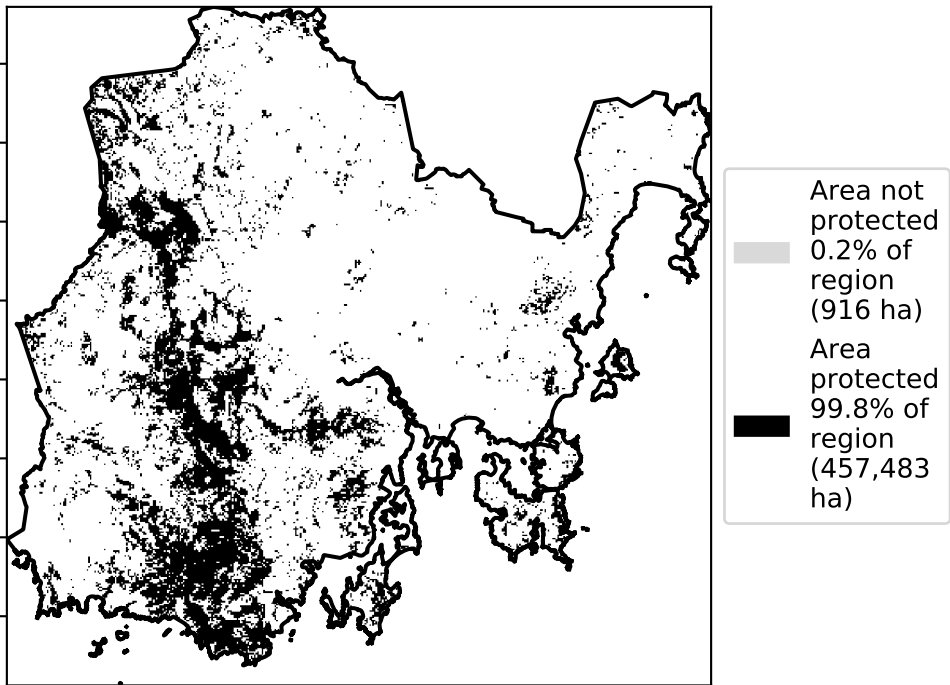 Area not
protected
0.2% of
region
(916 ha)
Area
protected
99.8% of
region
(457,483
ha)